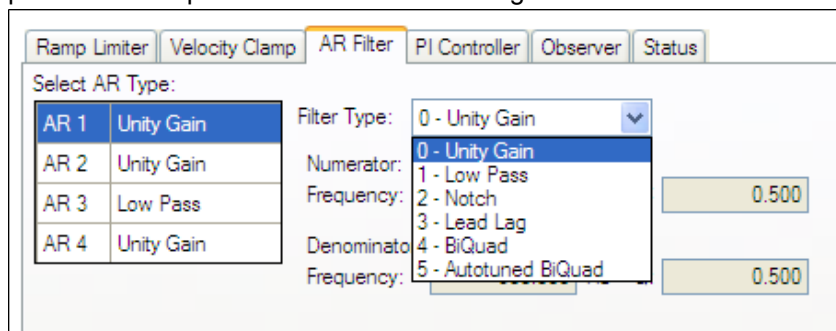 Ramp Limiter Velocity Clamp AR Filter PI Controller Observer Status
Select AR Type:
AR 1 Unity Gain
AR 2 Unity Gain
AR 3 Low Pass
AR 4 Unity Gain
Filter Type: 0 - Unity Gain
0 - Unity Gain
1 - Low Pass
2 - Notch
3 - Lead Lag
4 - BiQuad
5 - Autotuned BiQuad
Numerator:
Frequency: 0.500
Denominato
Frequency: 0.500